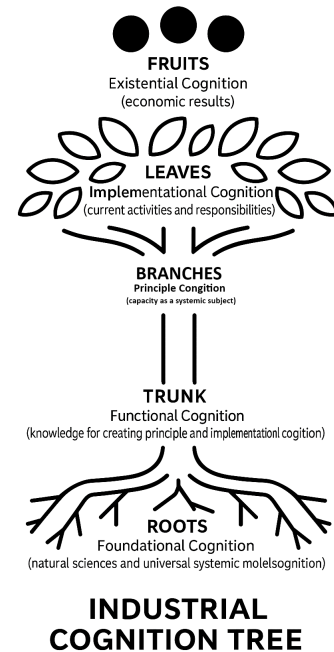 FRUITS
Existential Cognition
(economic results)
LEAVES
Implementational Cognition
(current activities and responsibilities)
BRANCHES
Principle Congition
(capacity as a systemic subject)
TRUNK
Functional Cognition
(knowledge for creating principle and implementationl cogition)
ROOTS
Foundational Cognition
(natural sciences and universal systemic molelsognition)
INDUSTRIAL
COGNITION TREE